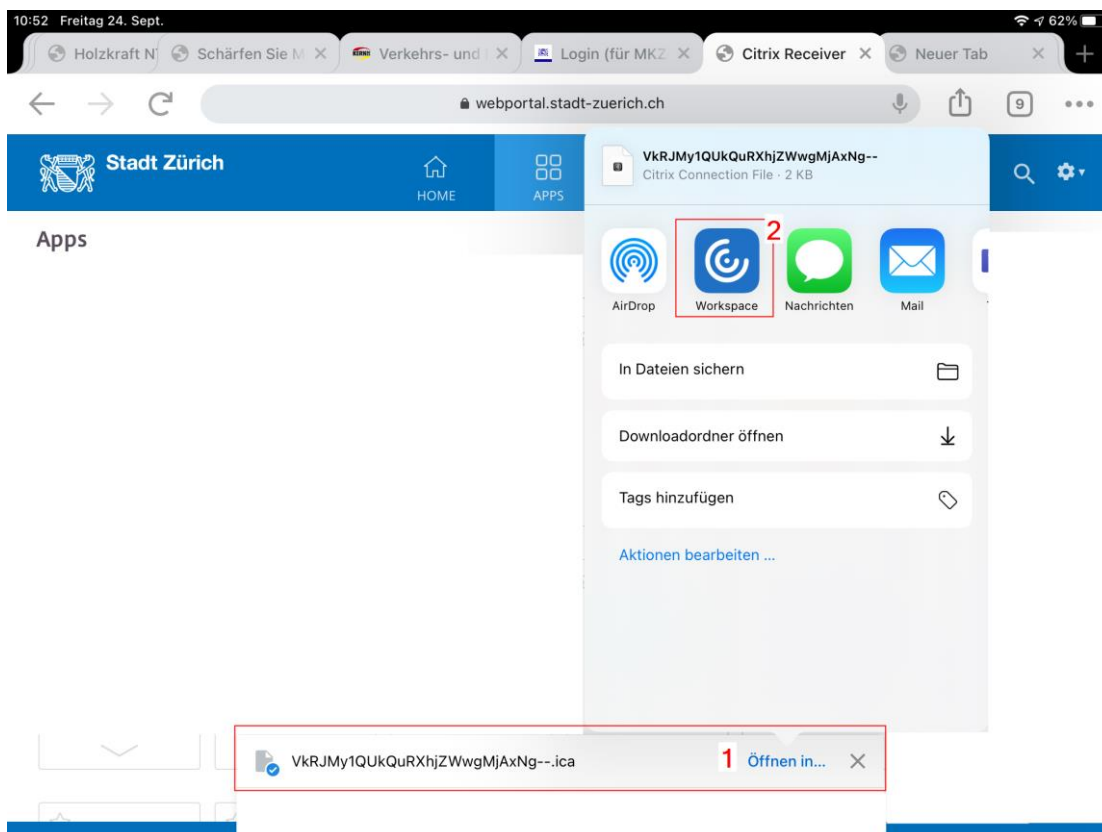 10:52 Freitag 24. Sept.
62%
Holzkraft N
Schärfen Sie M
Verkehrs- und
Login (für MKZ
Citrix Receiver
Neuer Tab
webportal.stadt-zuerich.ch
9
Stadt Zürich
HOME
APPS
VkRJMy1QUkQuRXhjZWwgMjAxNg--
Citrix Connection File · 2 KB
Apps
2
AirDrop
Workspace
Nachrichten
Mail
In Dateien sichern
Downloadordner öffnen
Tags hinzufügen
Aktionen bearbeiten ...
VkRJMy1QUkQuRXhjZWwgMjAxNg--.ica
1 Öffnen in...